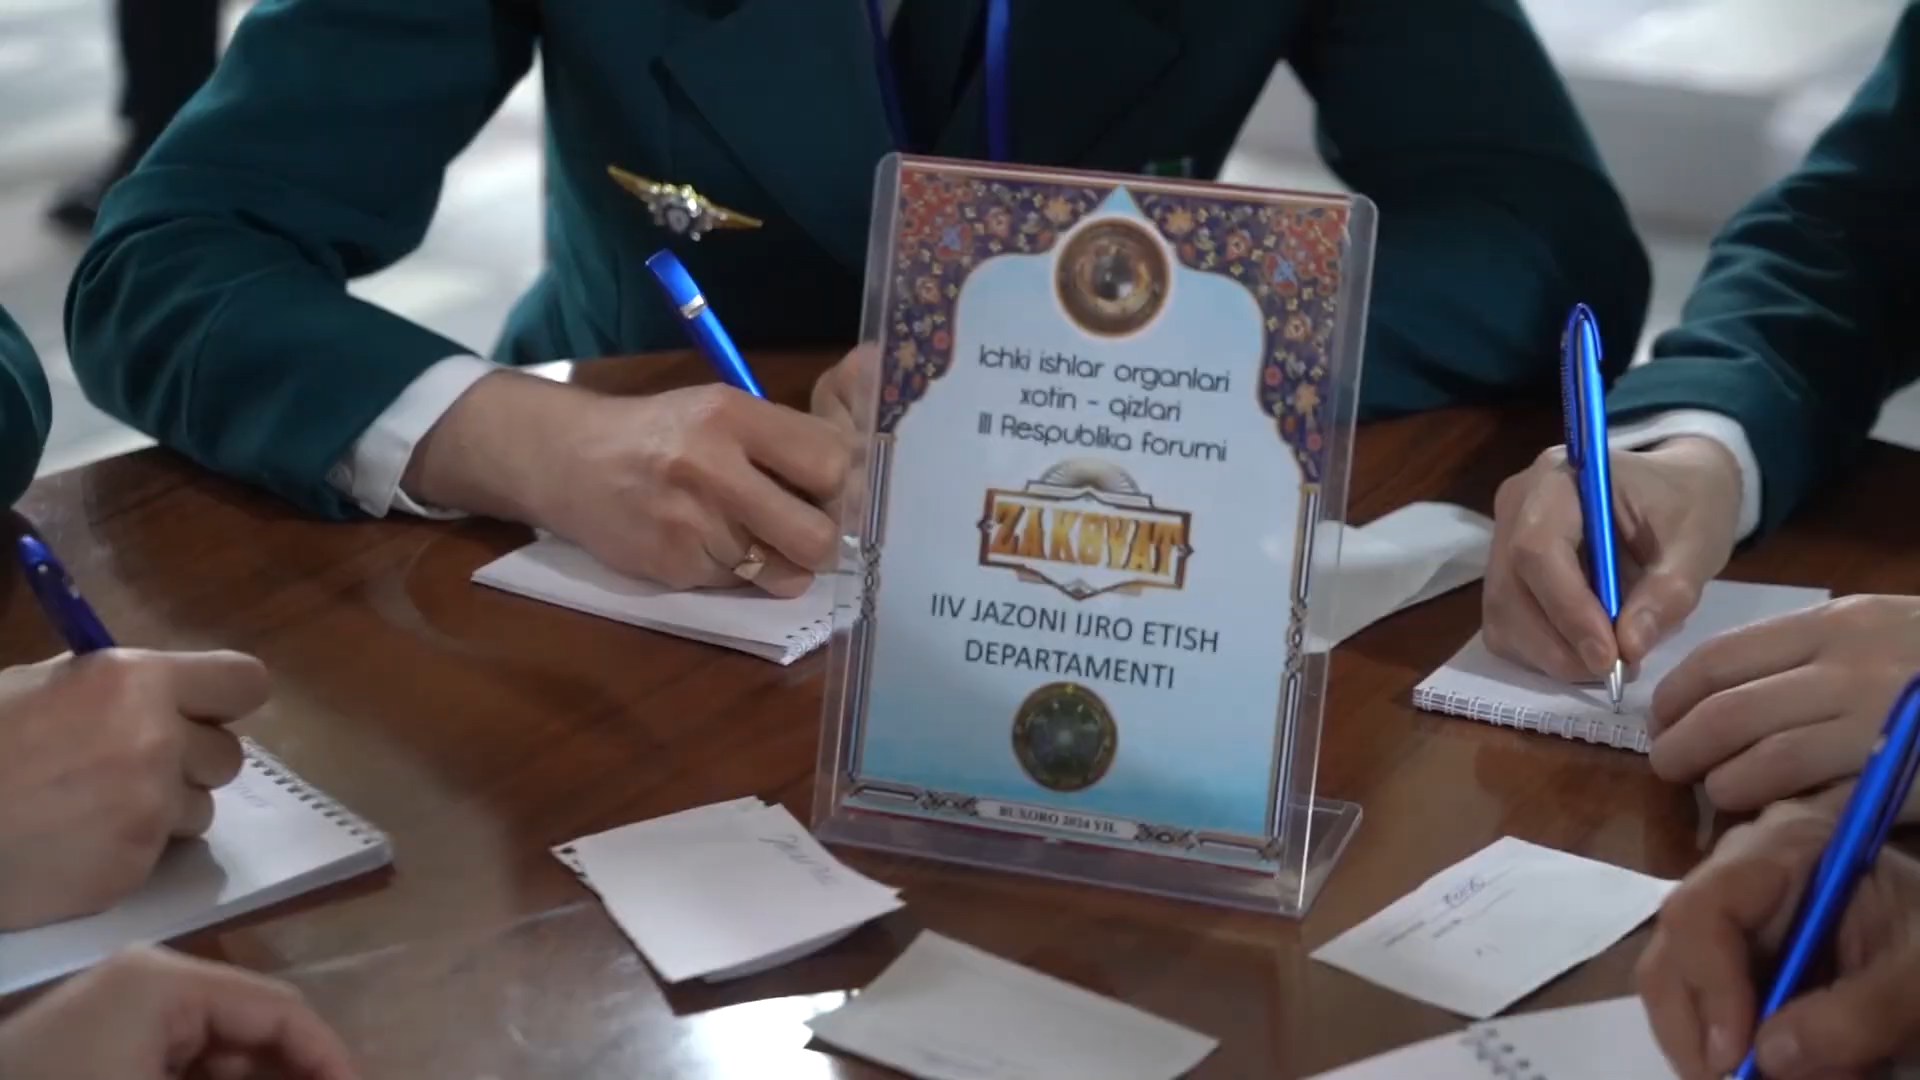 Ichki ishlar organlari
xotin - qizlari
III Respublika forumi
ZAKOVAT
IIV JAZONI IJRO ETISH
DEPARTAMENTI
BUXORO 2024 YIL